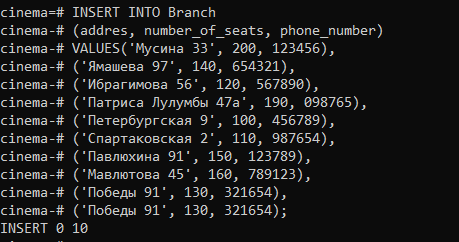 cinema=# INSERT INTO Branch
cinema-# (addres, number_of_seats, phone_number)
cinema-# VALUES('Мусина 33', 200, 123456),
cinema-# ('Ямашева 97', 140, 654321),
cinema-# ('Ибрагимова 56', 120, 567890),
cinema-# ('Патриса Лулумбы 47а', 190, 098765),
cinema-# ('Петербургская 9', 100, 456789),
cinema-# ('Спартаковская 2', 110, 987654),
cinema-# ('Павлюхина 91', 150, 123789),
cinema-# ('Мавлютова 45', 160, 789123),
cinema-# ('Победы 91', 130, 321654),
cinema-# ('Победы 91', 130, 321654);
INSERT 0 10